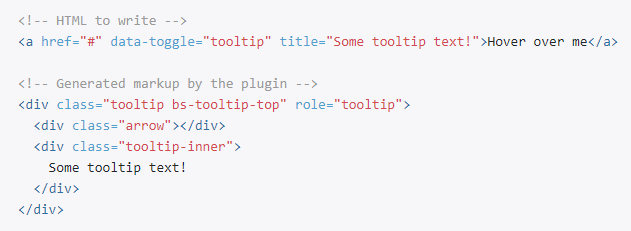 <!-- HTML to write -->
<a href="#" data-toggle="tooltip" title="Some tooltip text!">Hover over me</a>

<!-- Generated markup by the plugin -->
<div class="tooltip bs-tooltip-top" role="tooltip">
  <div class="arrow"></div>
  <div class="tooltip-inner">
    Some tooltip text!
  </div>
</div>